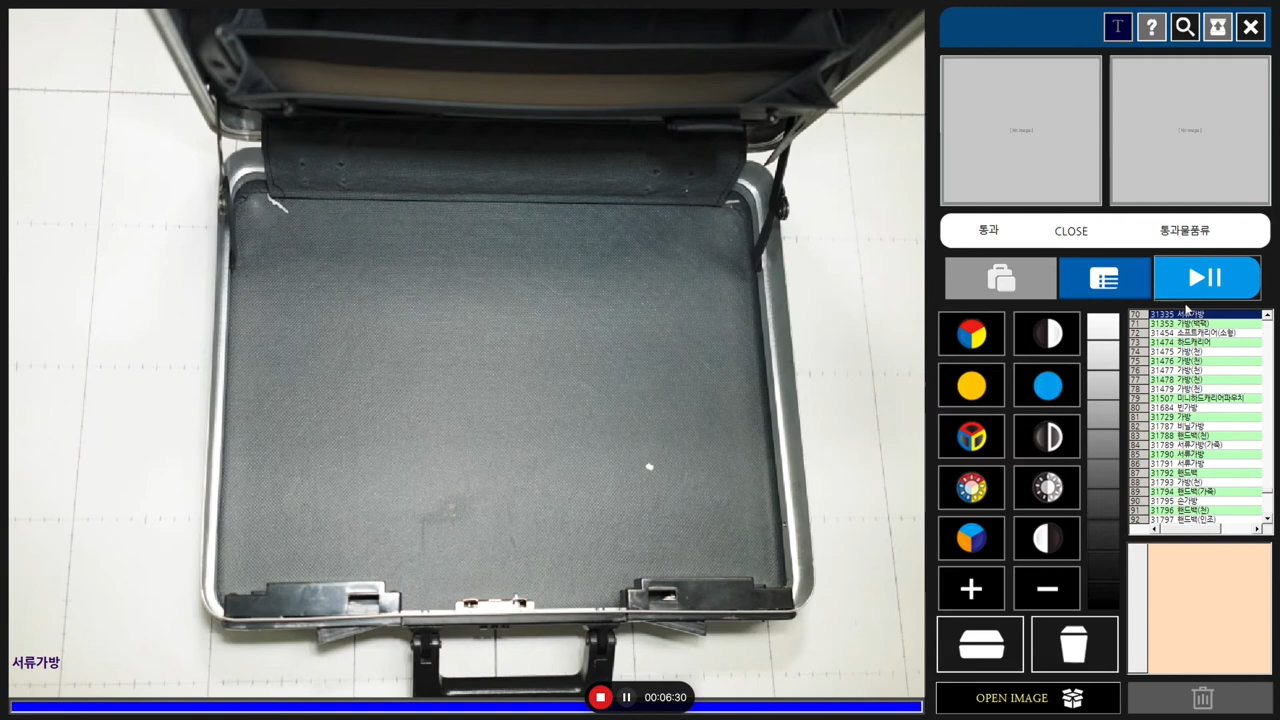 T ?
[ No Image ] [ No Image ]
통과 CLOSE 통과물품류
70 31335 서류가방
71 31353 가방(백팩)
72 31454 소프트캐리어(소형)
73 31474 하드캐리어
74 31475 가방(천)
75 31476 가방(천)
76 31477 가방(천)
77 31478 가방(천)
78 31479 가방(천)
79 31507 미니하드캐리어파우치
80 31684 빈가방
81 31729 가방
82 31787 비닐가방
83 31788 핸드백(천)
84 31789 서류가방(가죽)
85 31790 서류가방
86 31791 서류가방
87 31792 핸드백
88 31793 가방(천)
89 31794 핸드백(가죽)
90 31795 손가방
91 31796 핸드백(천)
92 31797 핸드백(인조)
서류가방
00:06:30
OPEN IMAGE